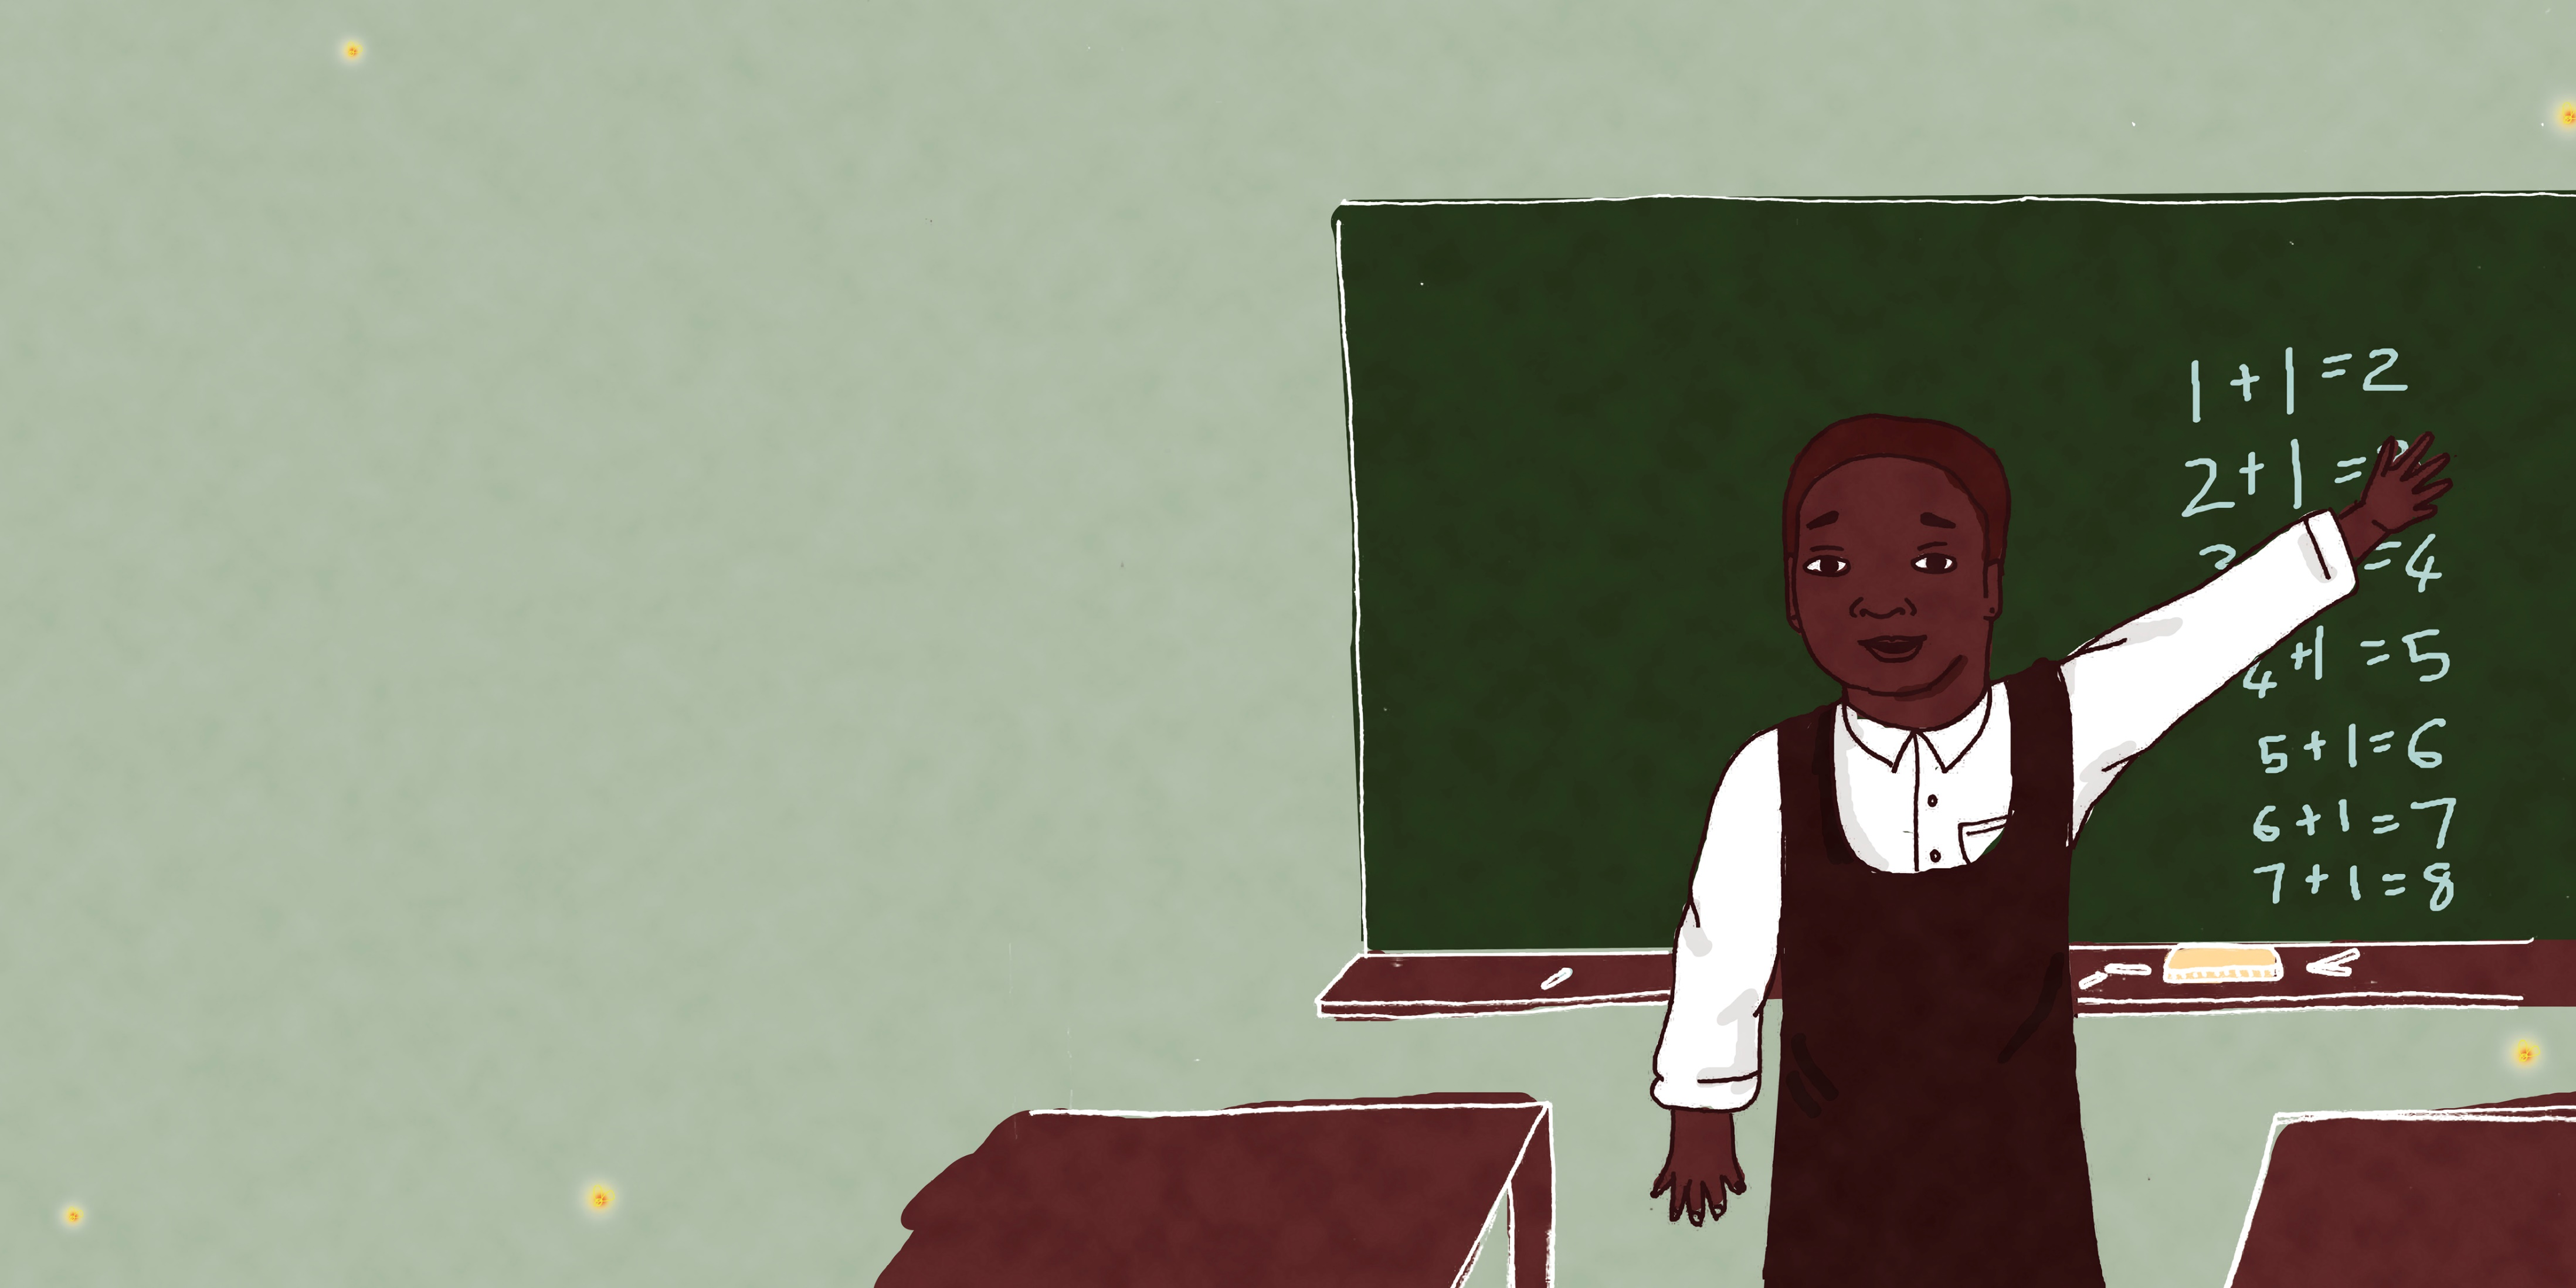 1 + 1 = 2
2 + 1 =
= 4
4 + 1 = 5
5 + 1 = 6
6 + 1 = 7
7 + 1 = 8